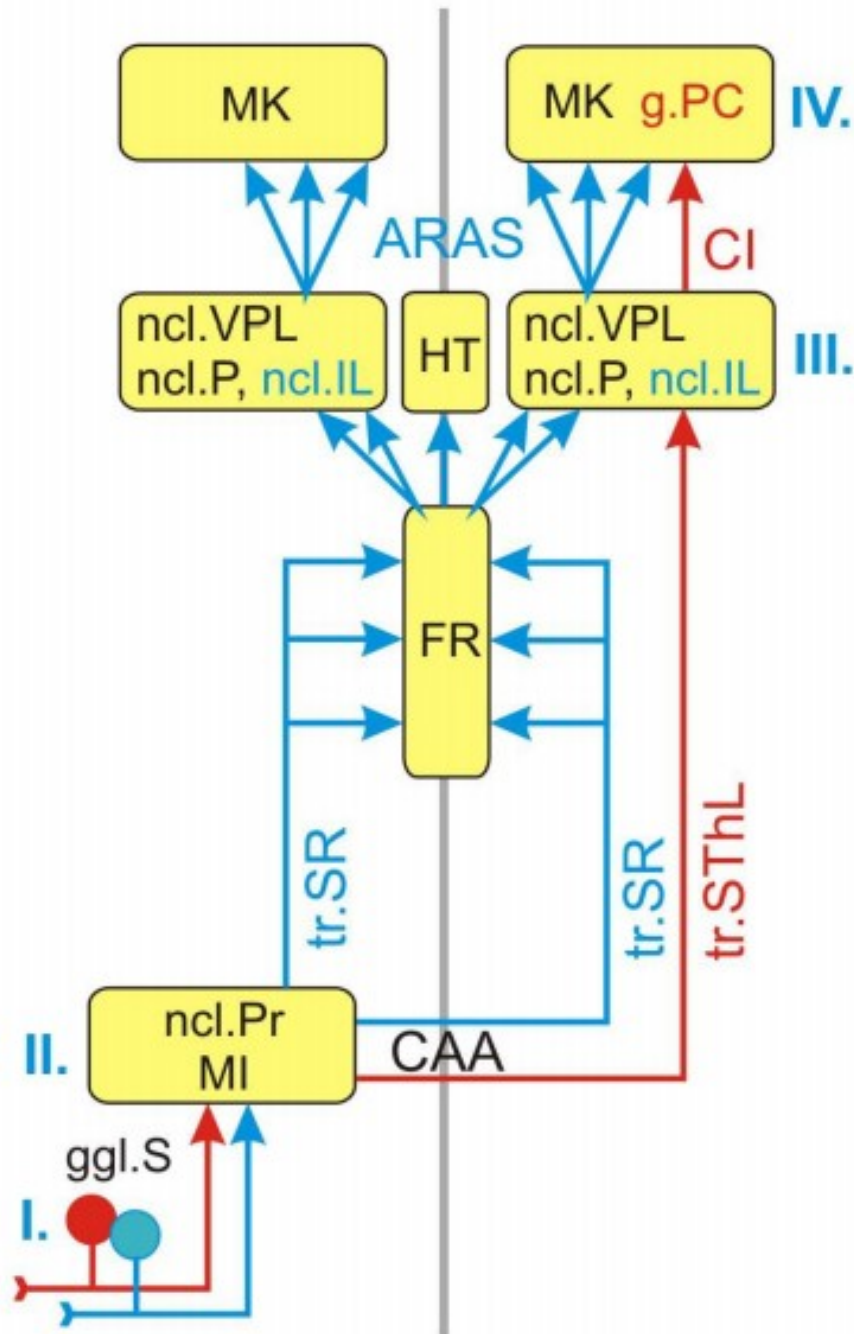 MK
MK g.PC
IV.
ARAS
CI
ncl.VPL
ncl.P, ncl.IL
HT
ncl.VPL
ncl.P, ncl.IL
III.
FR
tr.SR
tr.SR
tr.SThL
II.
ncl.Pr
MI
CAA
ggl.S
I.